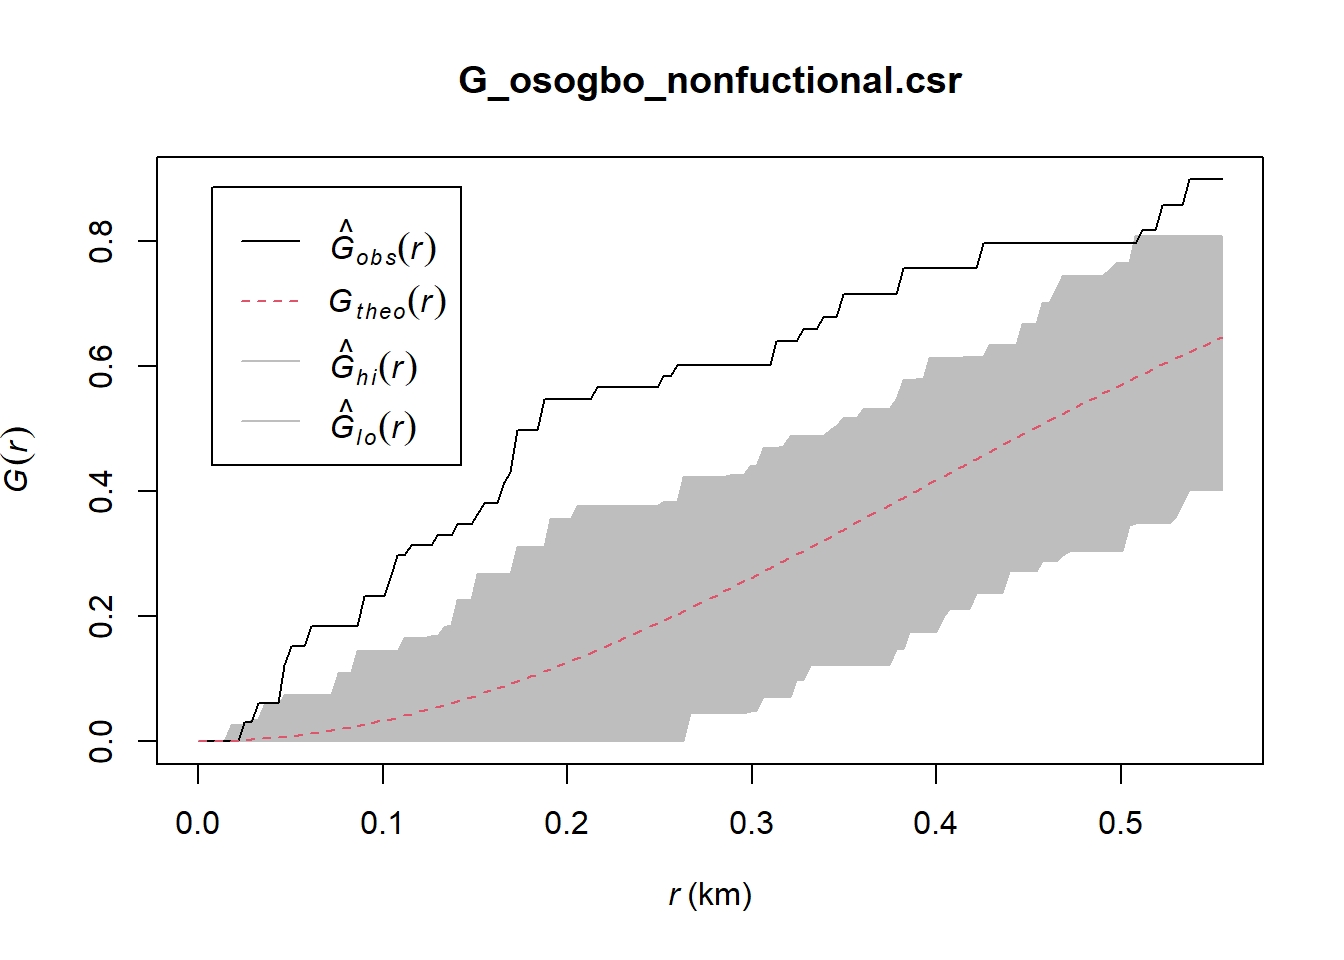 G_osogbo_nonfuctional.csr
Ĝobs(r)
Gtheo(r)
Ĝhi(r)
Ĝlo(r)
G(r)
0.8
0.6
0.4
0.2
0.0
0.0 0.1 0.2 0.3 0.4 0.5
r (km)